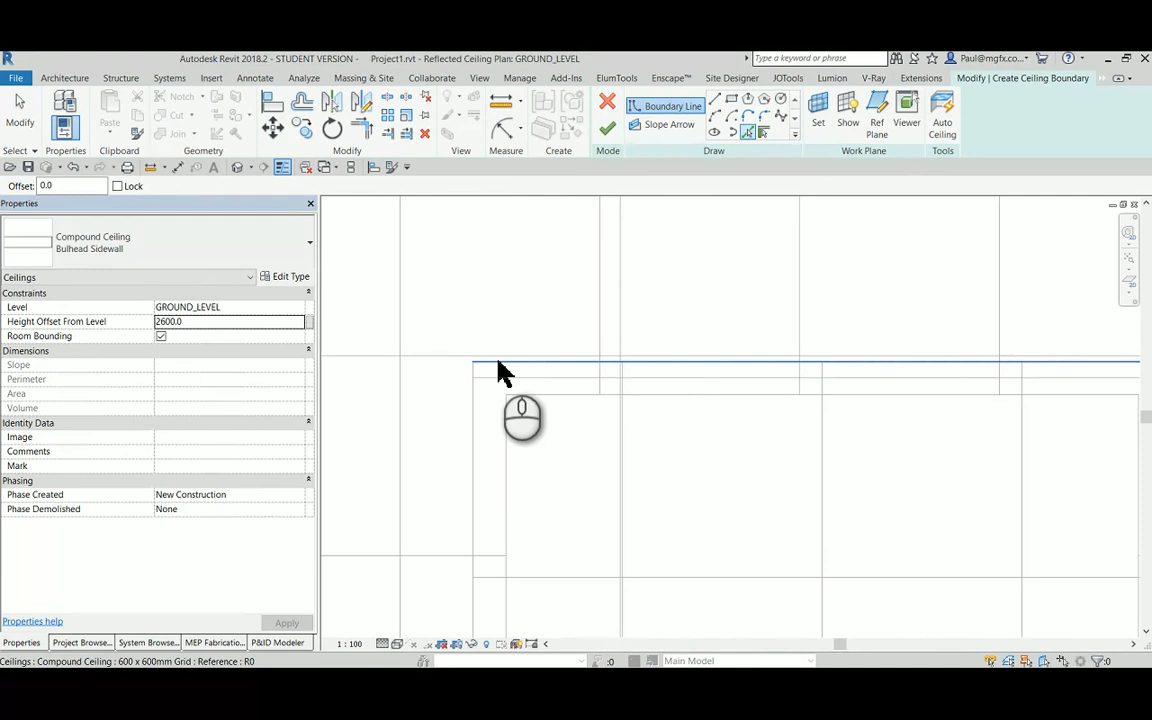 Autodesk Revit 2018.2 - STUDENT VERSION - Project1.rvt - Reflected Ceiling Plan: GROUND_LEVEL
Type a keyword or phrase
Paul@mgfx.co...
File Architecture Structure Systems Insert Annotate Analyze Massing & Site Collaborate View Manage Add-Ins ElumTools Enscape™ Site Designer JOTools Lumion V-Ray Extensions Modify | Create Ceiling Boundary
Notch
Boundary Line
Paste
Cut
Slope Arrow
Modify
Join
Set Show Ref Plane Viewer Auto Ceiling
Select Properties Clipboard Geometry Modify View Measure Create Mode Draw Work Plane Tools
Offset: 0.0 Lock
Properties
Compound Ceiling
Bulhead Sidewall
Ceilings Edit Type
Constraints
Level GROUND_LEVEL
Height Offset From Level 2600.0
Room Bounding
Dimensions
Slope
Perimeter
Area
Volume
Identity Data
Image
Comments
Mark
Phasing
Phase Created New Construction
Phase Demolished None
Properties help Apply
Properties Project Browse... System Browse... MEP Fabricatio... P&ID Modeler
1 : 100
Ceilings : Compound Ceiling : 600 x 600mm Grid : Reference : R0
:0 Main Model :0